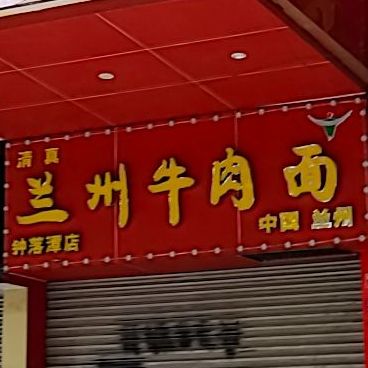 清真
兰州牛肉面
钟落潭店
中国 兰州